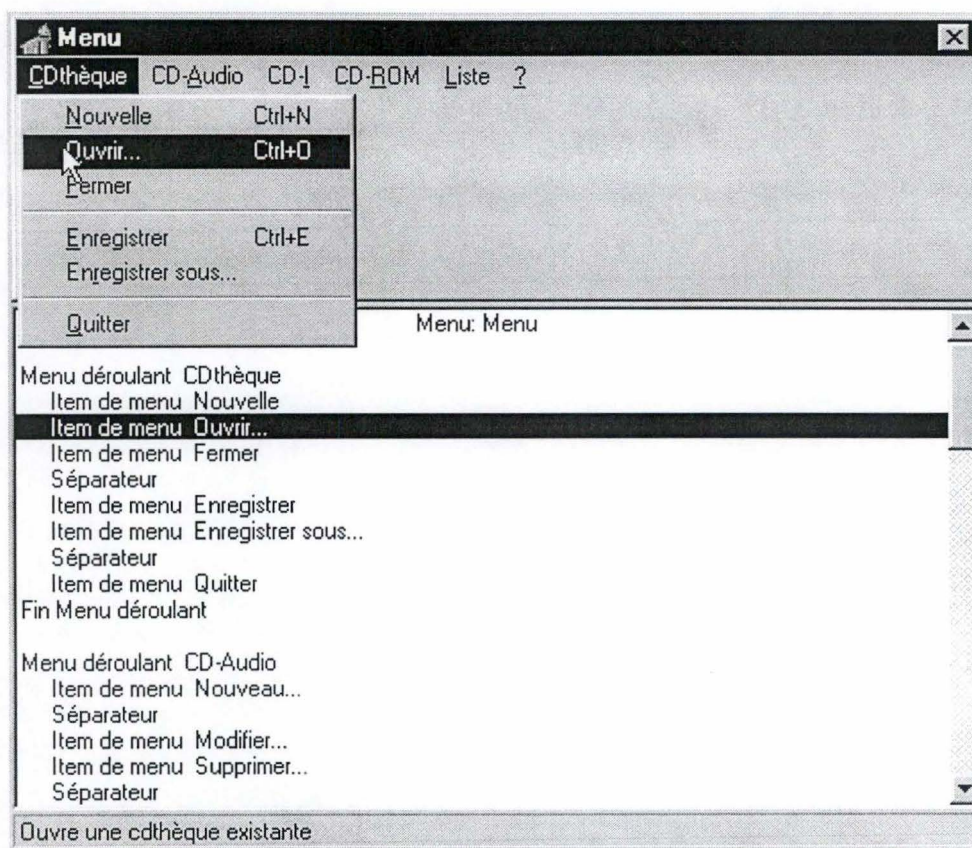 Menu
CDthèque CD-Audio CD-I CD-ROM Liste ?
Nouvelle Ctrl+N
Ouvrir... Ctrl+O
Fermer
Enregistrer Ctrl+E
Enregistrer sous...
Quitter
Menu: Menu
Menu déroulant CDthèque
Item de menu Nouvelle
Item de menu Ouvrir...
Item de menu Fermer
Séparateur
Item de menu Enregistrer
Item de menu Enregistrer sous...
Séparateur
Item de menu Quitter
Fin Menu déroulant
Menu déroulant CD-Audio
Item de menu Nouveau...
Séparateur
Item de menu Modifier...
Item de menu Supprimer...
Séparateur
Ouvre une cdthèque existante